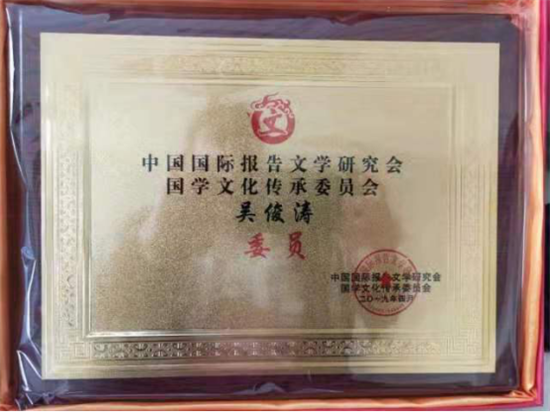 文
中国国际报告文学研究会
国学文化传承委员会
吴俊涛
委员
中国国际报告文学研究会
国学文化传承委员会
二〇一九年四月